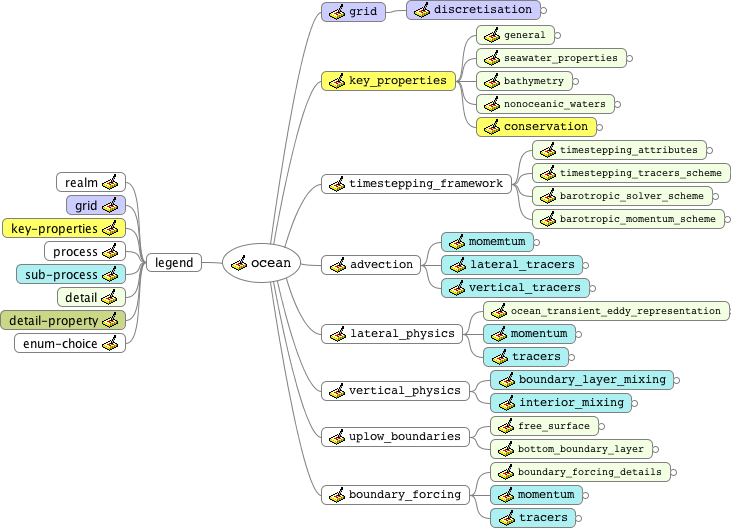 realm
grid
key-properties
process
sub-process
detail
detail-property
enum-choice
legend
ocean
grid
discretisation
key_properties
general
seawater_properties
bathymetry
nonoceanic_waters
conservation
timestepping_framework
timestepping_attributes
timestepping_tracers_scheme
barotropic_solver_scheme
barotropic_momentum_scheme
advection
momemtum
lateral_tracers
vertical_tracers
lateral_physics
ocean_transient_eddy_representation
momentum
tracers
vertical_physics
boundary_layer_mixing
interior_mixing
uplow_boundaries
free_surface
bottom_boundary_layer
boundary_forcing
boundary_forcing_details
momentum
tracers